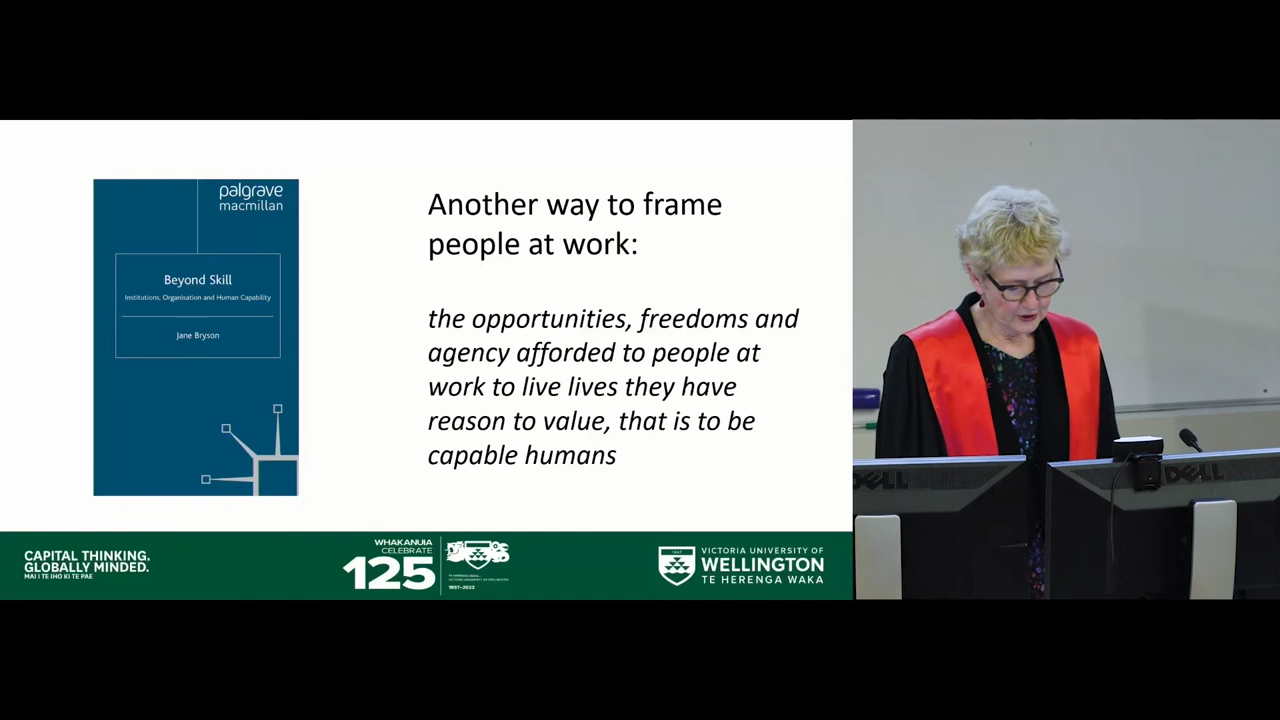 palgrave
macmillan
Beyond Skill
Institutions, Organisation and Human Capability
Jane Bryson
Another way to frame
people at work:
the opportunities, freedoms and
agency afforded to people at
work to live lives they have
reason to value, that is to be
capable humans
CAPITAL THINKING.
GLOBALLY MINDED.
MAI I TE IHO KI TE PAE
WHAKANUIA
CELEBRATE
125
1897–2022
VICTORIA UNIVERSITY OF
WELLINGTON
TE HERENGA WAKA
DELL
DELL